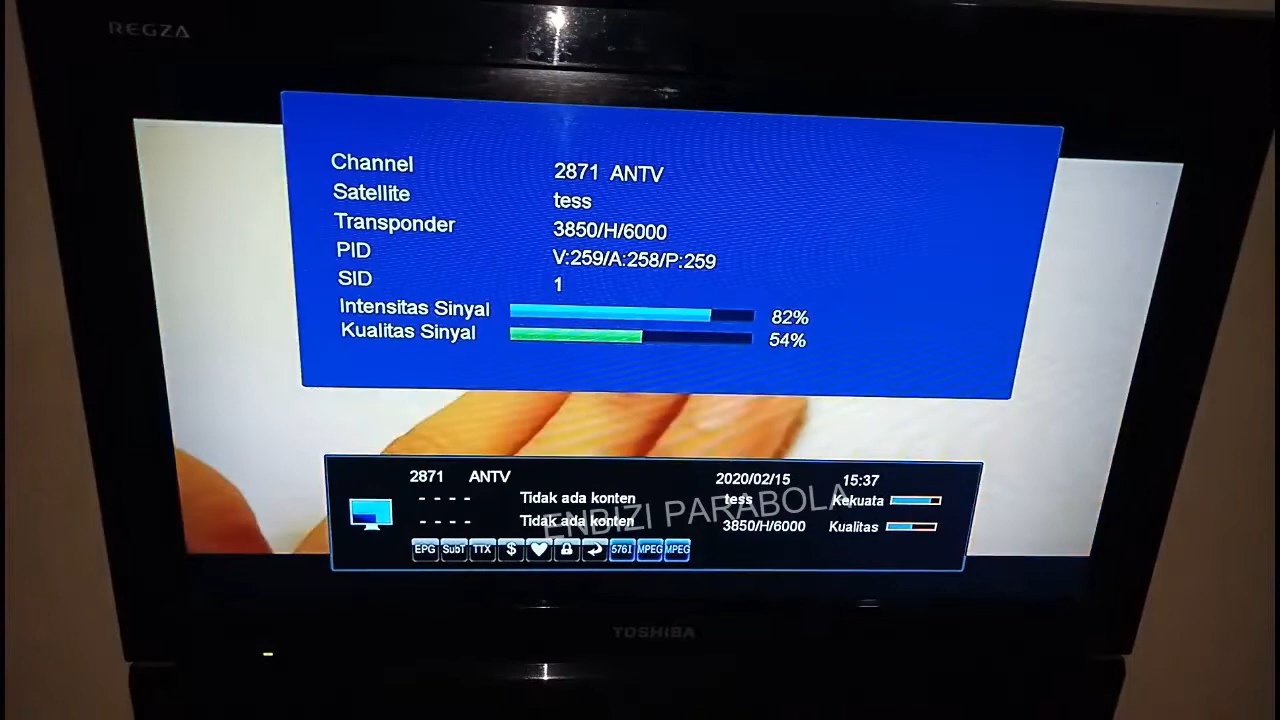 REGZA
Channel 2871 ANTV
Satellite tess
Transponder 3850/H/6000
PID V:259/A:258/P:259
SID 1
Intensitas Sinyal 82%
Kualitas Sinyal 54%
2871 ANTV 2020/02/15 15:37
- - - - Tidak ada konten tess Kekuata
- - - - Tidak ada konten 3850/H/6000 Kualitas
ENBIZI PARABOLA
EPG SubT TTX $ 576I MPEG MPEG
TOSHIBA